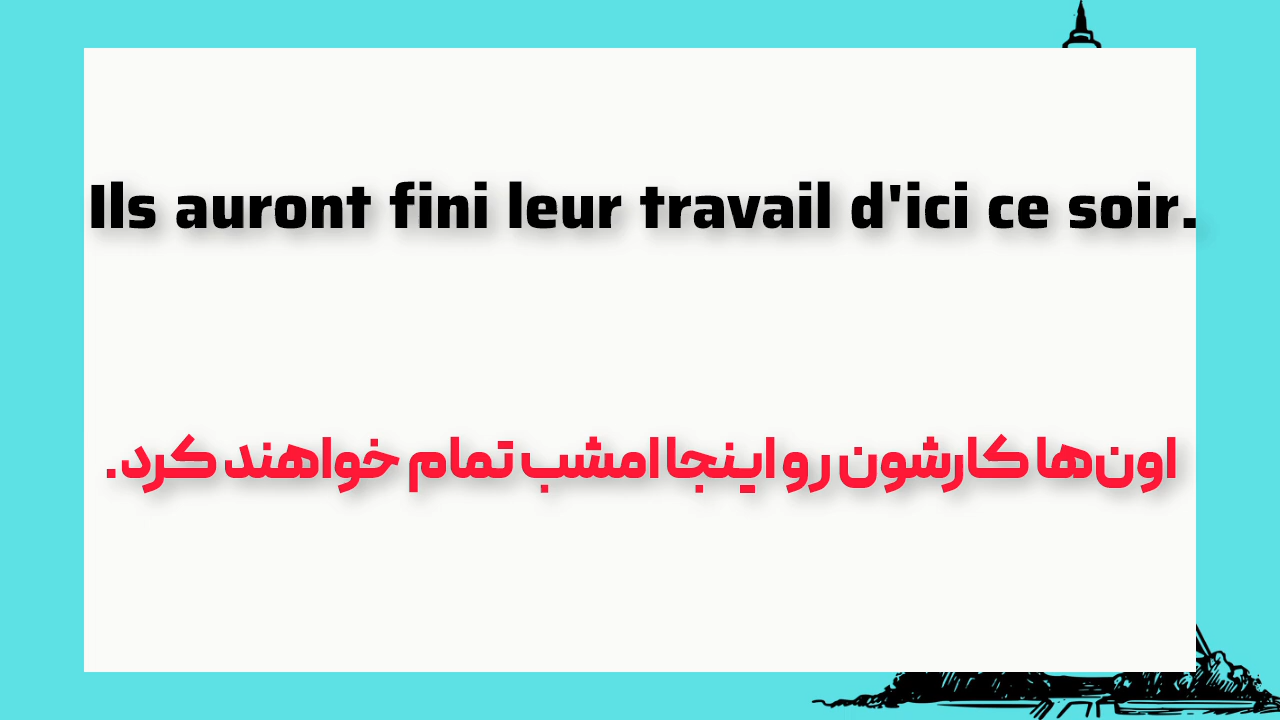 Ils auront fini leur travail d'ici ce soir.
اون‌ها کارشون رو اینجا امشب تمام خواهند کرد.